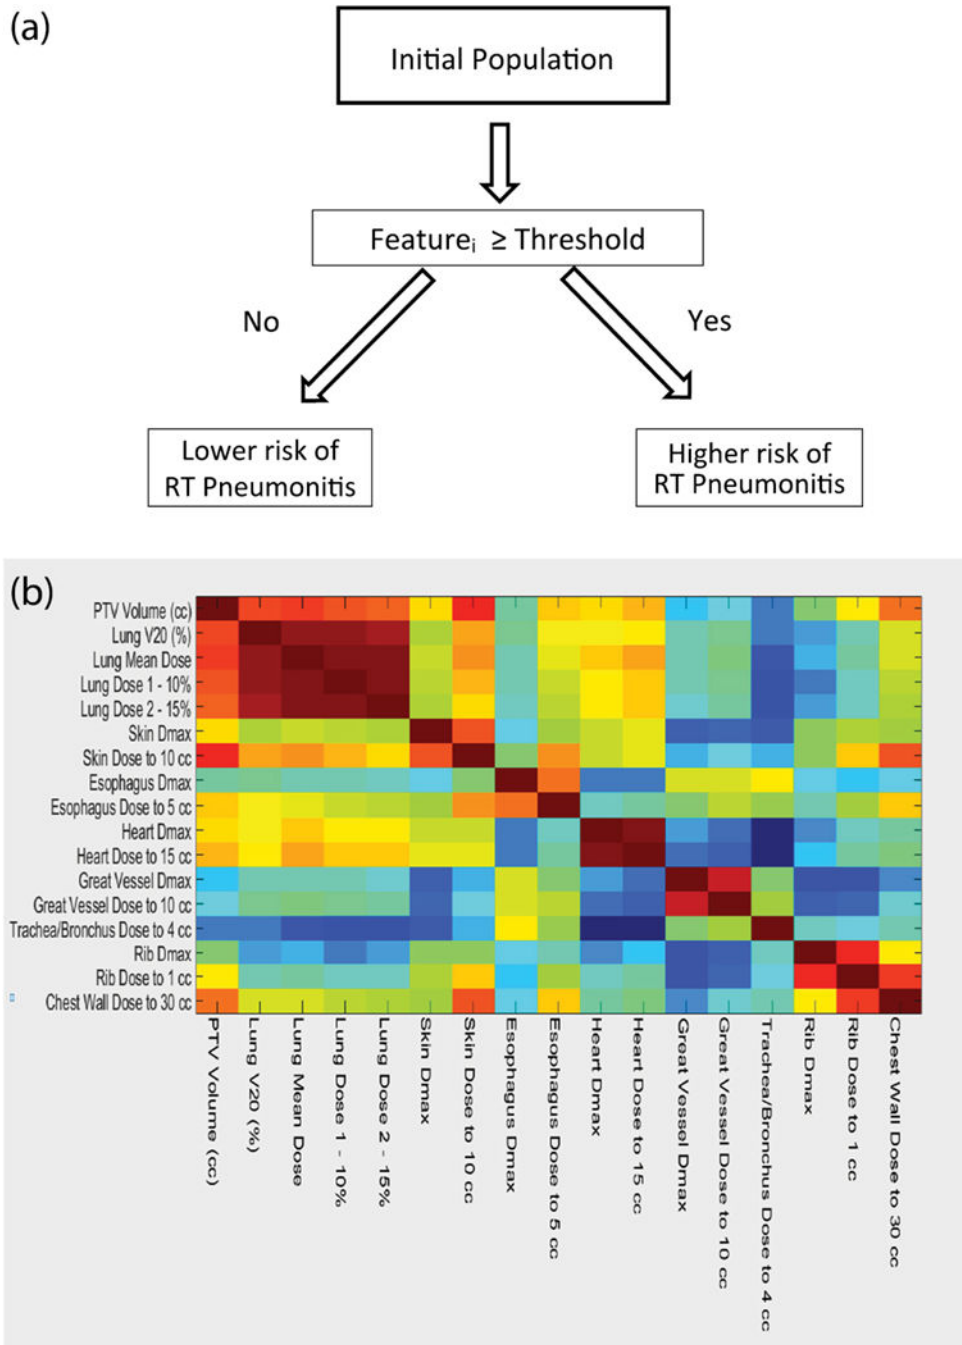 (a)
Initial Population
Featureᵢ ≥ Threshold
No
Yes
Lower risk of
RT Pneumonitis
Higher risk of
RT Pneumonitis
(b)
PTV Volume (cc)
Lung V20 (%)
Lung Mean Dose
Lung Dose 1 - 10%
Lung Dose 2 - 15%
Skin Dmax
Skin Dose to 10 cc
Esophagus Dmax
Esophagus Dose to 5 cc
Heart Dmax
Heart Dose to 15 cc
Great Vessel Dmax
Great Vessel Dose to 10 cc
Trachea/Bronchus Dose to 4 cc
Rib Dmax
Rib Dose to 1 cc
Chest Wall Dose to 30 cc
PTV Volume (cc)
Lung V20 (%)
Lung Mean Dose
Lung Dose 1 - 10%
Lung Dose 2 - 15%
Skin Dmax
Skin Dose to 10 cc
Esophagus Dmax
Esophagus Dose to 5 cc
Heart Dmax
Heart Dose to 15 cc
Great Vessel Dmax
Great Vessel Dose to 10 cc
Trachea/Bronchus Dose to 4 cc
Rib Dmax
Rib Dose to 1 cc
Chest Wall Dose to 30 cc